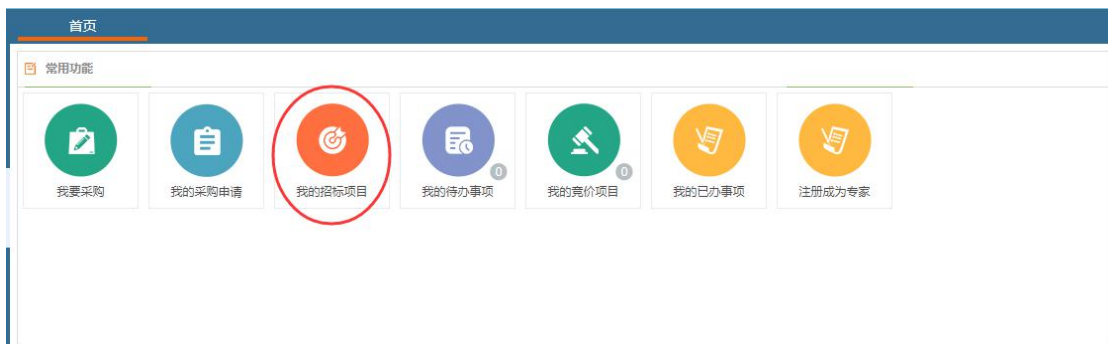 首页
常用功能
我要采购
我的采购申请
我的招标项目
0
我的待办事项
0
我的竞价项目
我的已办事项
注册成为专家